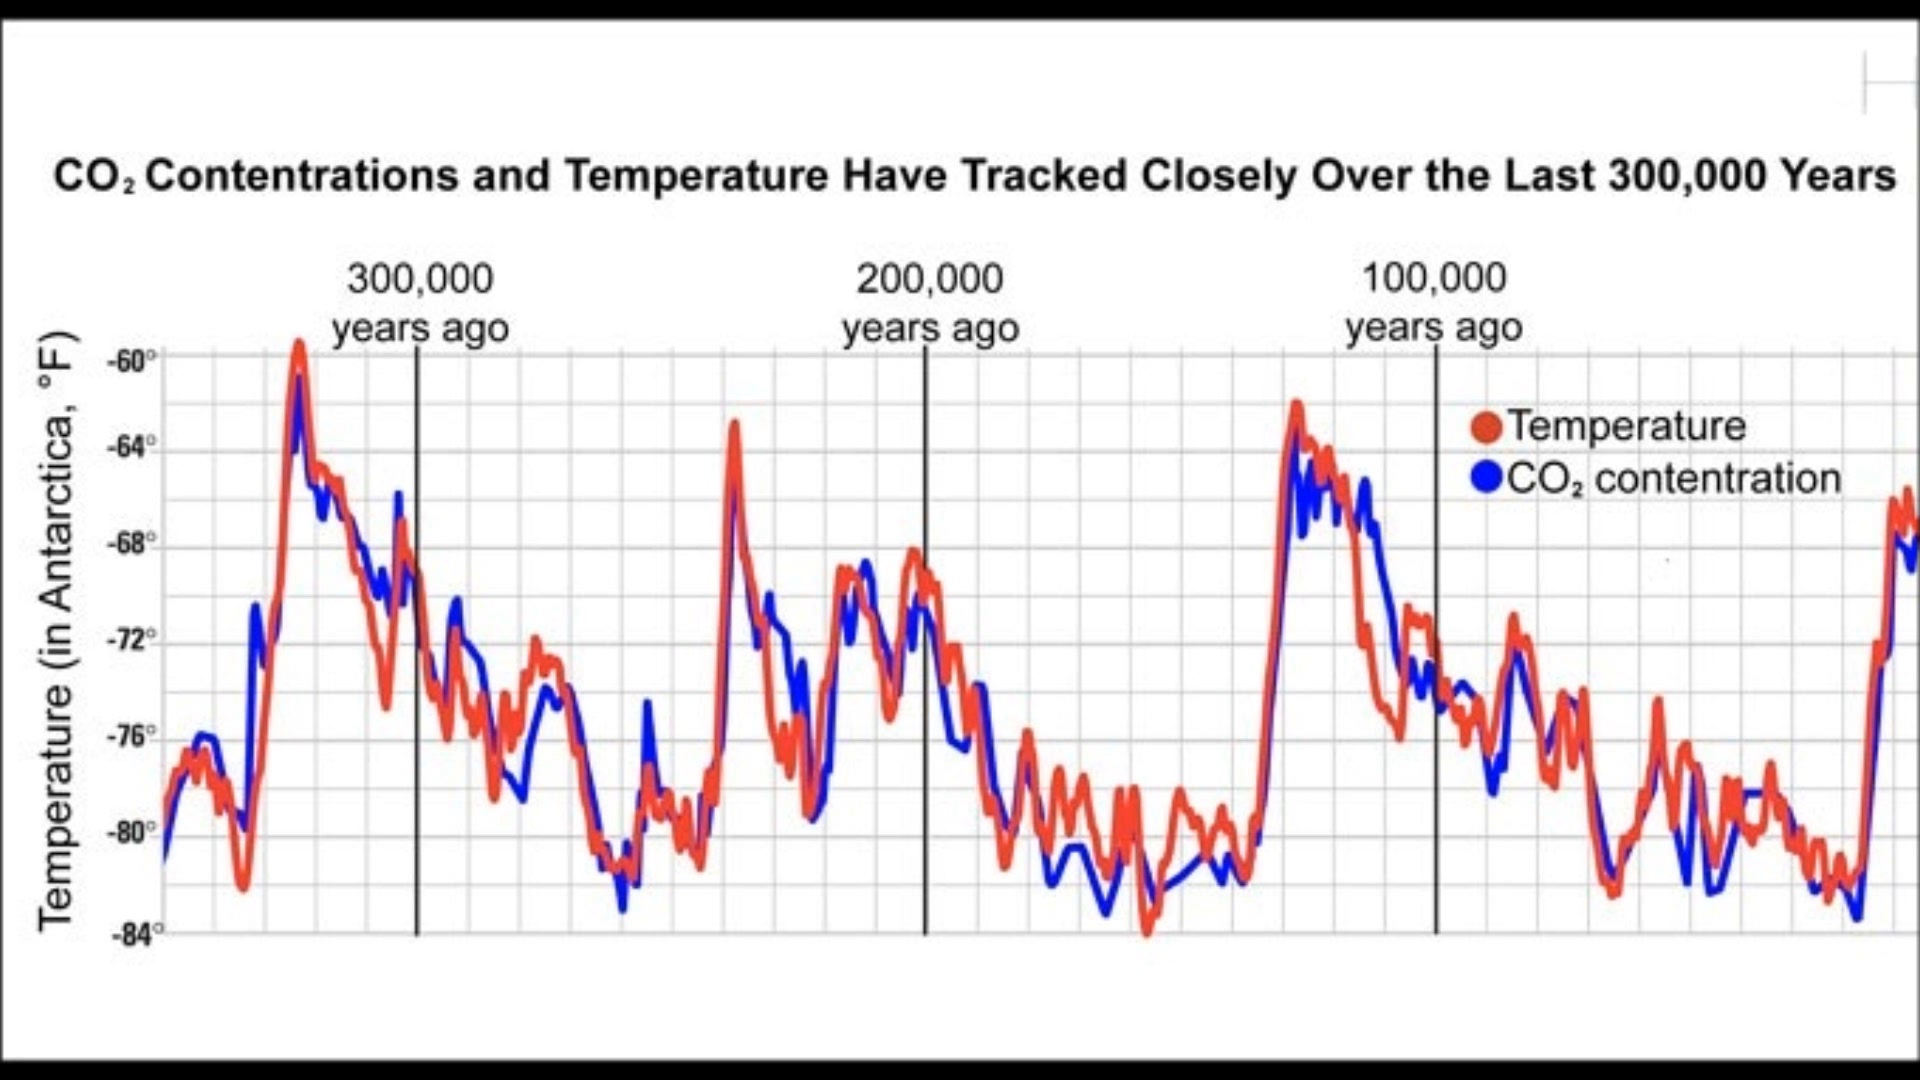 CO₂ Contentrations and Temperature Have Tracked Closely Over the Last 300,000 Years
300,000
years ago
200,000
years ago
100,000
years ago
Temperature (in Antarctica, °F)
-60°
-64°
-68°
-72°
-76°
-80°
-84°
Temperature
CO₂ contentration